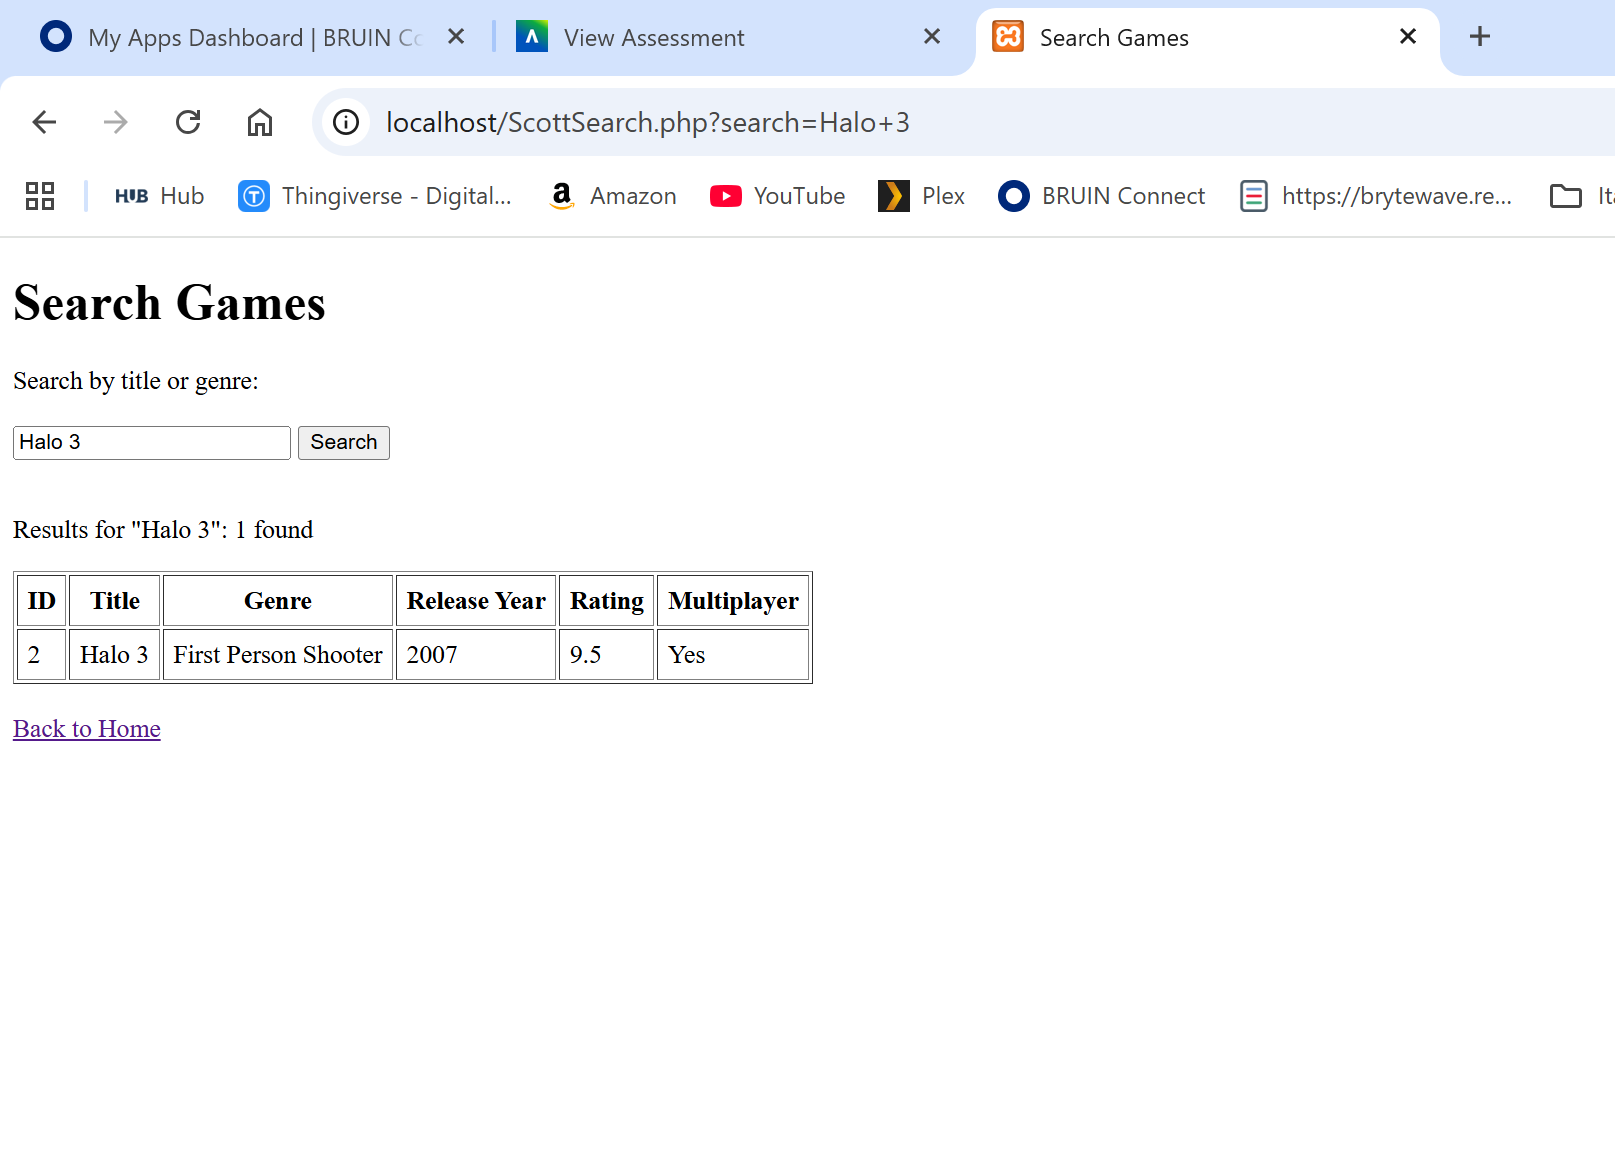 My Apps Dashboard | BRUIN Co
View Assessment
Search Games
localhost/ScottSearch.php?search=Halo+3
HUB Hub
Thingiverse - Digital...
a Amazon
YouTube
Plex
BRUIN Connect
https://brytewave.re...
Search Games
Search by title or genre:
Halo 3 Search
Results for "Halo 3": 1 found
ID Title Genre Release Year Rating Multiplayer
2 Halo 3 First Person Shooter 2007 9.5 Yes
Back to Home